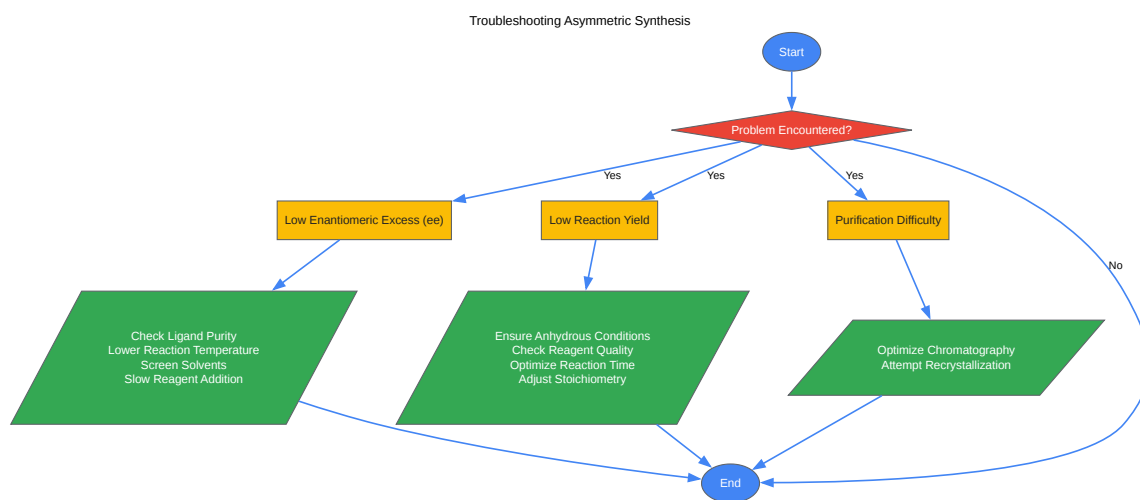 Troubleshooting Asymmetric Synthesis
Start
Problem Encountered?
Yes
Yes
Yes
No
Low Enantiomeric Excess (ee)
Low Reaction Yield
Purification Difficulty
Check Ligand Purity
Lower Reaction Temperature
Screen Solvents
Slow Reagent Addition
Ensure Anhydrous Conditions
Check Reagent Quality
Optimize Reaction Time
Adjust Stoichiometry
Optimize Chromatography
Attempt Recrystallization
End